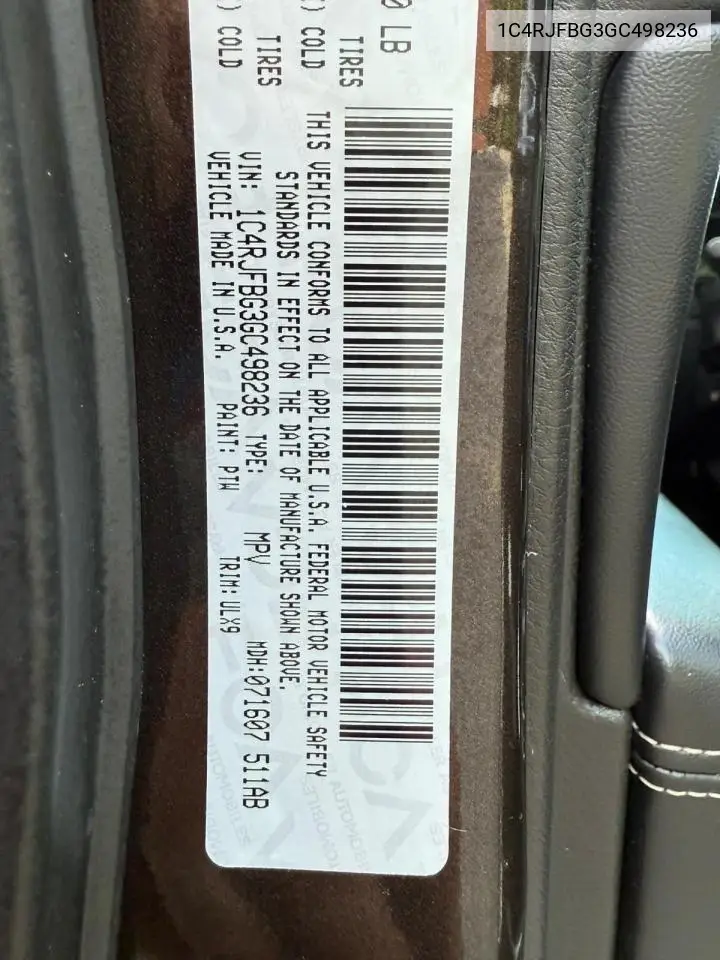 1C4RJFBG3GC498236
0 LB
TIRES
COLD
TIRES
COLD
THIS VEHICLE CONFORMS TO ALL APPLICABLE U.S.A. FEDERAL MOTOR VEHICLE SAFETY
STANDARDS IN EFFECT ON THE DATE OF MANUFACTURE SHOWN ABOVE.
VIN: 1C4RJFBG3GC498236 TYPE: MPV MDH:071607 511AB
VEHICLE MADE IN U.S.A. PAINT: PTW TRIM:ULX9